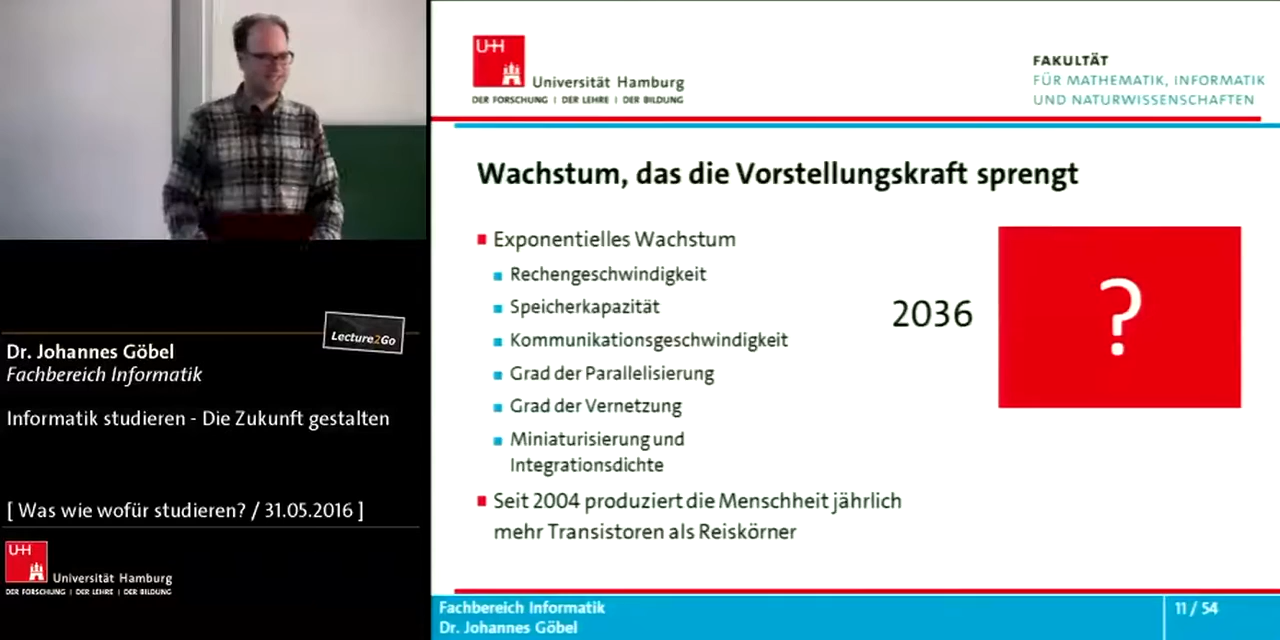 Dr. Johannes Göbel
Fachbereich Informatik
Lecture2Go
Informatik studieren - Die Zukunft gestalten
[ Was wie wofür studieren? / 31.05.2016 ]
UHH
Universität Hamburg
DER FORSCHUNG | DER LEHRE | DER BILDUNG
UHH
Universität Hamburg
DER FORSCHUNG | DER LEHRE | DER BILDUNG
FAKULTÄT
FÜR MATHEMATIK, INFORMATIK
UND NATURWISSENSCHAFTEN
Wachstum, das die Vorstellungskraft sprengt
Exponentielles Wachstum
Rechengeschwindigkeit
Speicherkapazität
Kommunikationsgeschwindigkeit
Grad der Parallelisierung
Grad der Vernetzung
Miniaturisierung und
Integrationsdichte
Seit 2004 produziert die Menschheit jährlich
mehr Transistoren als Reiskörner
2036
?
Fachbereich Informatik
Dr. Johannes Göbel
11 / 54